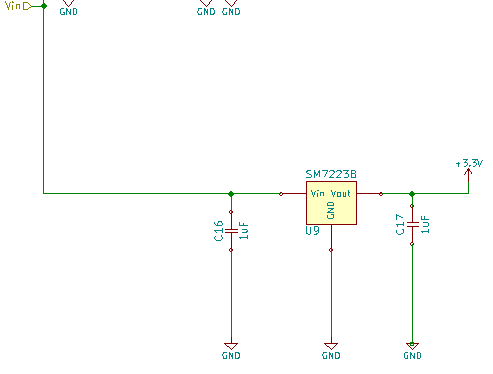 Vin
GND
GND
GND
+3.3V
SM7223B
Vin Vout
GND
U9
C16
1uF
C17
1uF
GND
GND
GND